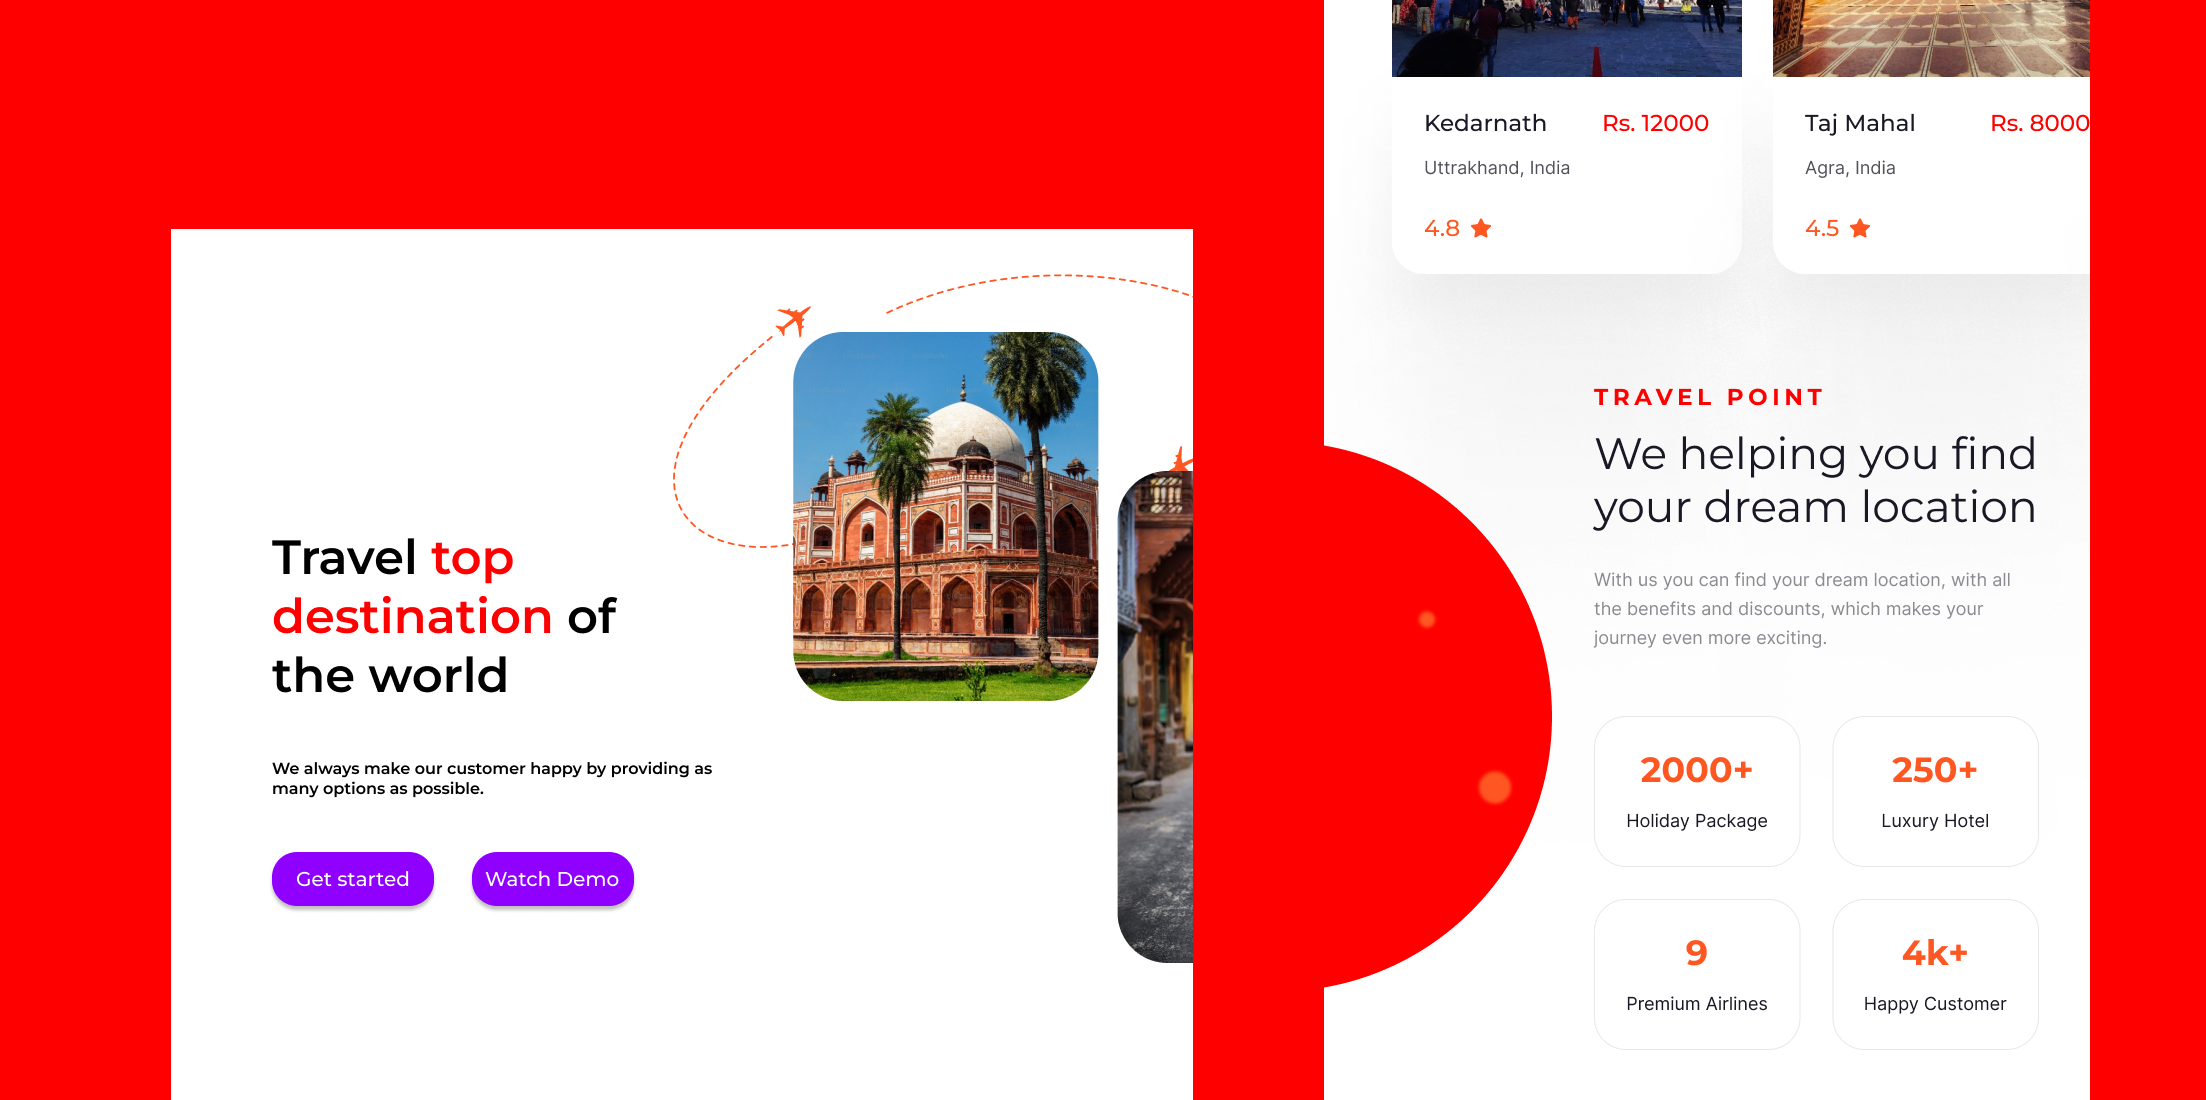 Travel top
destination of
the world
We always make our customer happy by providing as
many options as possible.
Get started
Watch Demo
Kedarnath
Rs. 12000
Uttrakhand, India
4.8
Taj Mahal
Rs. 8000
Agra, India
4.5
TRAVEL POINT
We helping you find
your dream location
With us you can find your dream location, with all
the benefits and discounts, which makes your
journey even more exciting.
2000+
Holiday Package
250+
Luxury Hotel
9
Premium Airlines
4k+
Happy Customer